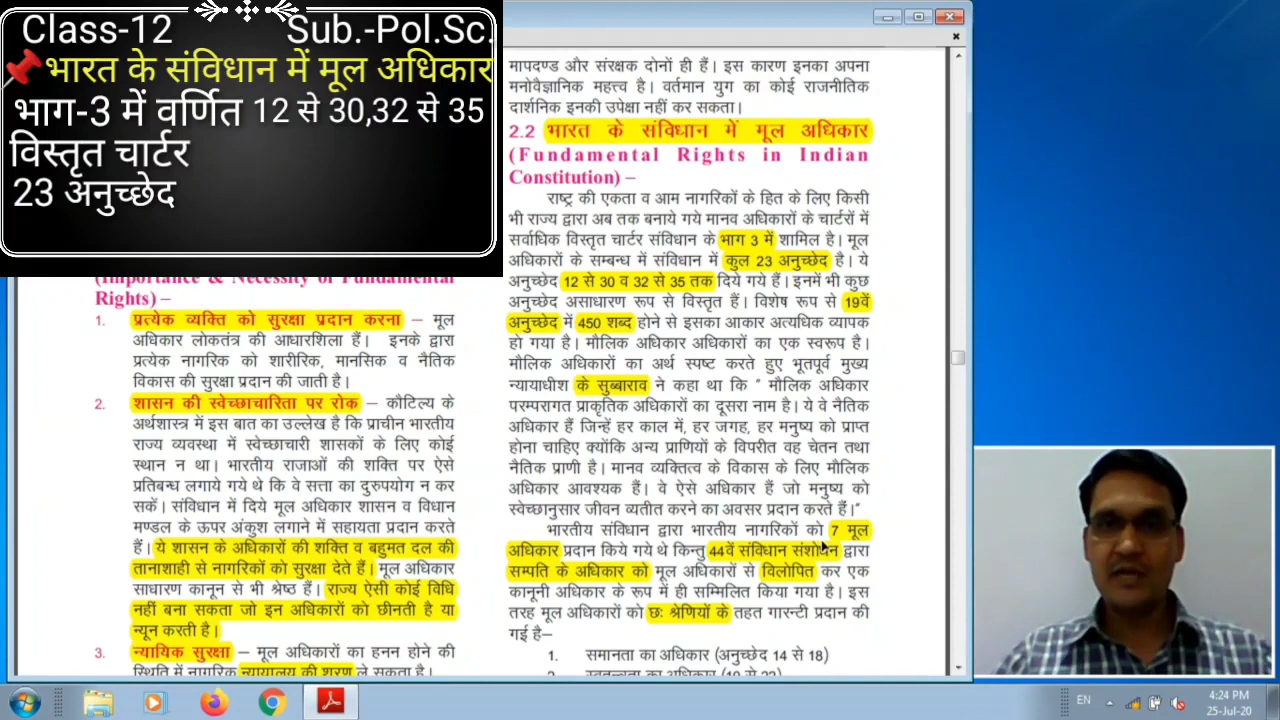 Class-12 Sub.-Pol.Sc.
📌भारत के संविधान में मूल अधिकार
भाग-3 में वर्णित 12 से 30,32 से 35
विस्तृत चार्टर
23 अनुच्छेद
(Importance & Necessity of Fundamental
Rights) –
1. प्रत्येक व्यक्ति को सुरक्षा प्रदान करना – मूल
अधिकार लोकतंत्र की आधारशिला हैं। इनके द्वारा
प्रत्येक नागरिक को शारीरिक, मानसिक व नैतिक
विकास की सुरक्षा प्रदान की जाती है।
2. शासन की स्वेच्छाचारिता पर रोक – कौटिल्य के
अर्थशास्त्र में इस बात का उल्लेख है कि प्राचीन भारतीय
राज्य व्यवस्था में स्वेच्छाचारी शासकों के लिए कोई
स्थान न था। भारतीय राजाओं की शक्ति पर ऐसे
प्रतिबन्ध लगाये गये थे कि वे सत्ता का दुरुपयोग न कर
सकें। संविधान में दिये मूल अधिकार शासन व विधान
मण्डल के ऊपर अंकुश लगाने में सहायता प्रदान करते
हैं। ये शासन के अधिकारों की शक्ति व बहुमत दल की
तानाशाही से नागरिकों को सुरक्षा देते हैं। मूल अधिकार
साधारण कानून से भी श्रेष्ठ हैं। राज्य ऐसी कोई विधि
नहीं बना सकता जो इन अधिकारों को छीनती है या
न्यून करती है।
3. न्यायिक सुरक्षा – मूल अधिकारों का हनन होने की
स्थिति में नागरिक न्यायालय की शरण ले सकता है।
मापदण्ड और संरक्षक दोनों ही हैं। इस कारण इनका अपना
मनोवैज्ञानिक महत्त्व है। वर्तमान युग का कोई राजनीतिक
दार्शनिक इनकी उपेक्षा नहीं कर सकता।
2.2 भारत के संविधान में मूल अधिकार
(Fundamental Rights in Indian
Constitution) –
राष्ट्र की एकता व आम नागरिकों के हित के लिए किसी
भी राज्य द्वारा अब तक बनाये गये मानव अधिकारों के चार्टरों में
सर्वाधिक विस्तृत चार्टर संविधान के भाग 3 में शामिल है। मूल
अधिकारों के सम्बन्ध में संविधान में कुल 23 अनुच्छेद है। ये
अनुच्छेद 12 से 30 व 32 से 35 तक दिये गये हैं। इनमें भी कुछ
अनुच्छेद असाधारण रूप से विस्तृत हैं। विशेष रूप से 19वें
अनुच्छेद में 450 शब्द होने से इसका आकार अत्यधिक व्यापक
हो गया है। मौलिक अधिकार अधिकारों का एक स्वरूप है।
मौलिक अधिकारों का अर्थ स्पष्ट करते हुए भूतपूर्व मुख्य
न्यायाधीश के सुब्बाराव ने कहा था कि " मौलिक अधिकार
परम्परागत प्राकृतिक अधिकारों का दूसरा नाम है। ये वे नैतिक
अधिकार हैं जिन्हें हर काल में, हर जगह, हर मनुष्य को प्राप्त
होना चाहिए क्योंकि अन्य प्राणियों के विपरीत वह चेतन तथा
नैतिक प्राणी है। मानव व्यक्तित्व के विकास के लिए मौलिक
अधिकार आवश्यक हैं। वे ऐसे अधिकार हैं जो मनुष्य को
स्वेच्छानुसार जीवन व्यतीत करने का अवसर प्रदान करते हैं।"
भारतीय संविधान द्वारा भारतीय नागरिकों को 7 मूल
अधिकार प्रदान किये गये थे किन्तु 44वें संविधान संशोधन द्वारा
सम्पति के अधिकार को मूल अधिकारों से विलोपित कर एक
कानूनी अधिकार के रूप में ही सम्मिलित किया गया है। इस
तरह मूल अधिकारों को छः श्रेणियों के तहत गारन्टी प्रदान की
गई है–
1. समानता का अधिकार (अनुच्छेद 14 से 18)
EN
4:24 PM
25-Jul-20